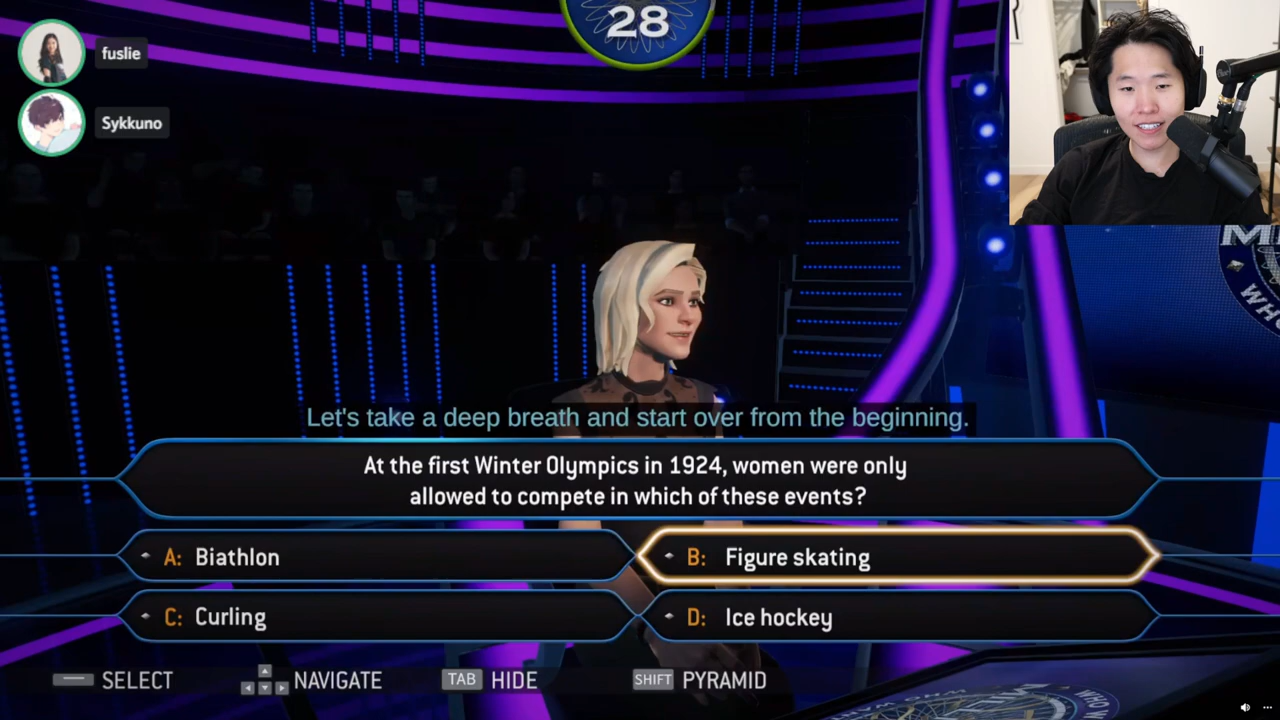 28
fuslie
Sykkuno
Let's take a deep breath and start over from the beginning.
At the first Winter Olympics in 1924, women were only
allowed to compete in which of these events?
A: Biathlon
B: Figure skating
C: Curling
D: Ice hockey
SELECT
NAVIGATE
TAB HIDE
SHIFT PYRAMID